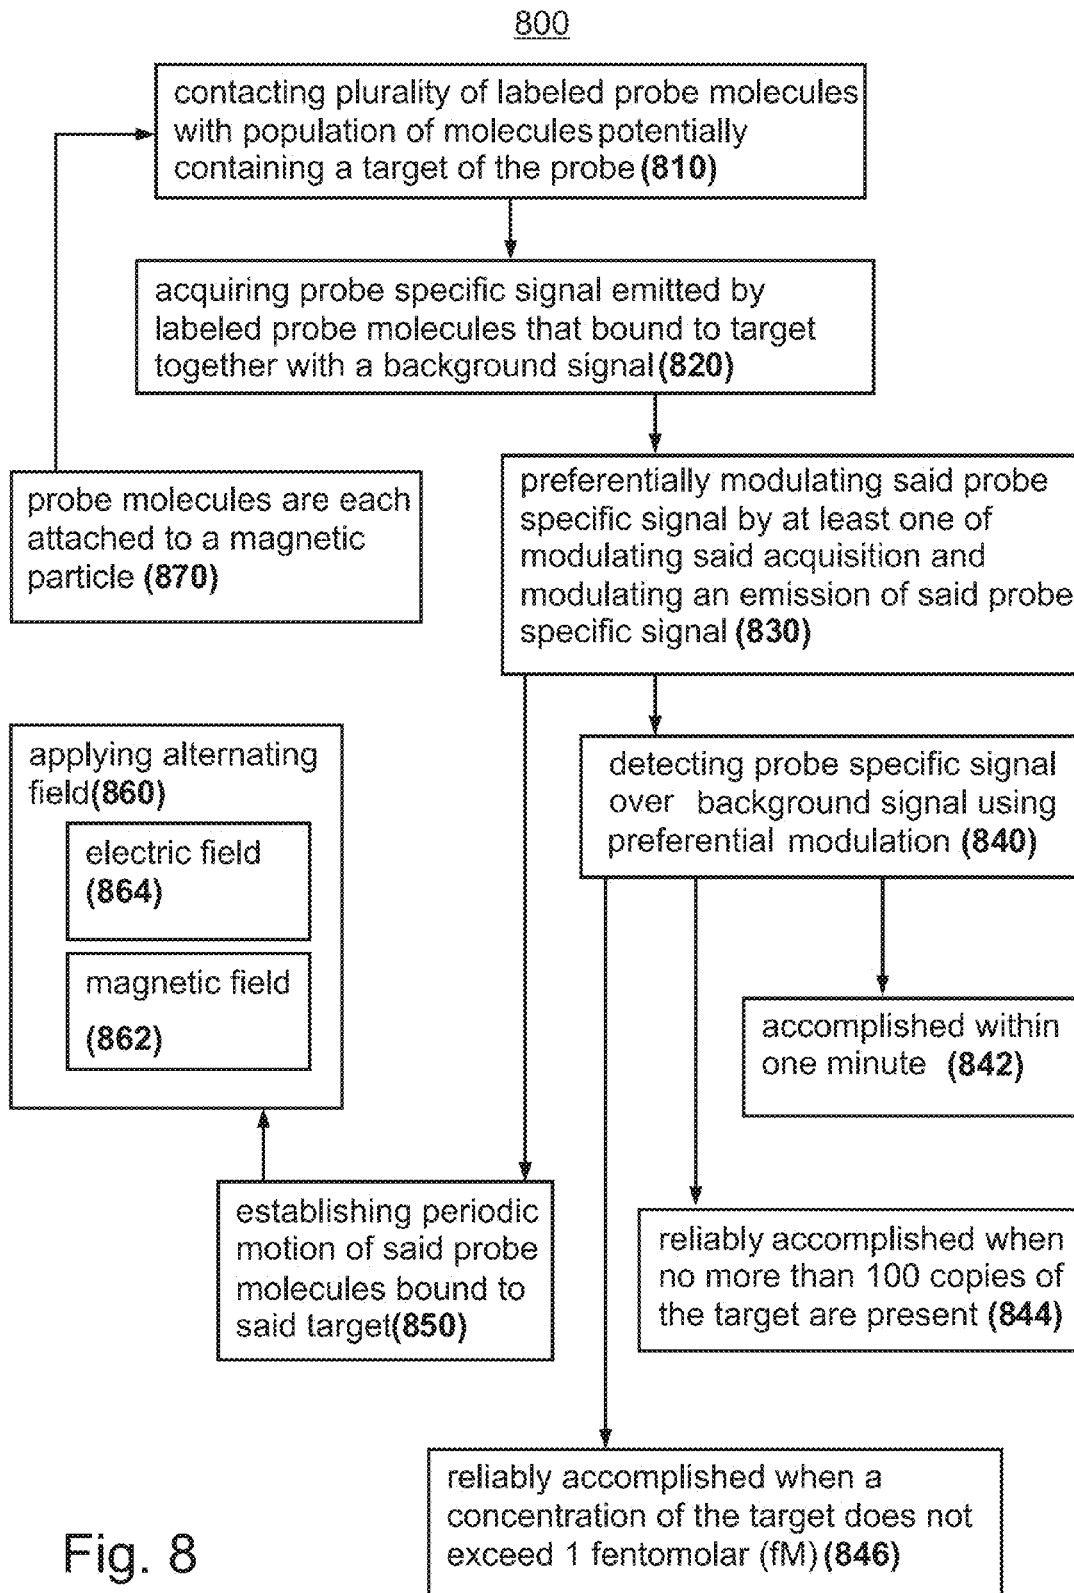 800
contacting plurality of labeled probe molecules
with population of molecules potentially
containing a target of the probe (810)
acquiring probe specific signal emitted by
labeled probe molecules that bound to target
together with a background signal (820)
probe molecules are each
attached to a magnetic
particle (870)
preferentially modulating said probe
specific signal by at least one of
modulating said acquisition and
modulating an emission of said probe
specific signal (830)
applying alternating
field(860)
electric field
(864)
magnetic field
(862)
detecting probe specific signal
over background signal using
preferential modulation (840)
accomplished within
one minute (842)
establishing periodic
motion of said probe
molecules bound to
said target(850)
reliably accomplished when
no more than 100 copies of
the target are present (844)
reliably accomplished when a
concentration of the target does not
exceed 1 fentomolar (fM) (846)
Fig. 8